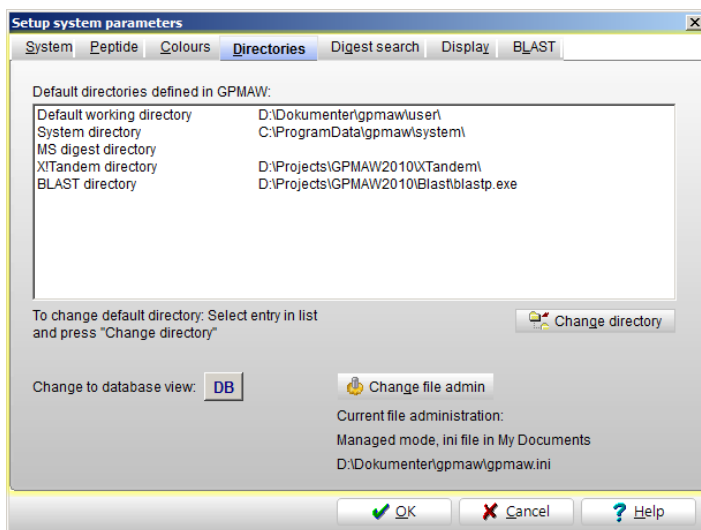 Setup system parameters
System Peptide Colours Directories Digest search Display BLAST
Default directories defined in GPMAW:
Default working directory D:\Dokumenter\gpmaw\user\
System directory C:\ProgramData\gpmaw\system\
MS digest directory
X!Tandem directory D:\Projects\GPMAW2010\XTandem\
BLAST directory D:\Projects\GPMAW2010\Blast\blastp.exe
To change default directory: Select entry in list
and press "Change directory"
Change directory
Change to database view: DB
Change file admin
Current file administration:
Managed mode, ini file in My Documents
D:\Dokumenter\gpmaw\gpmaw.ini
OK Cancel Help